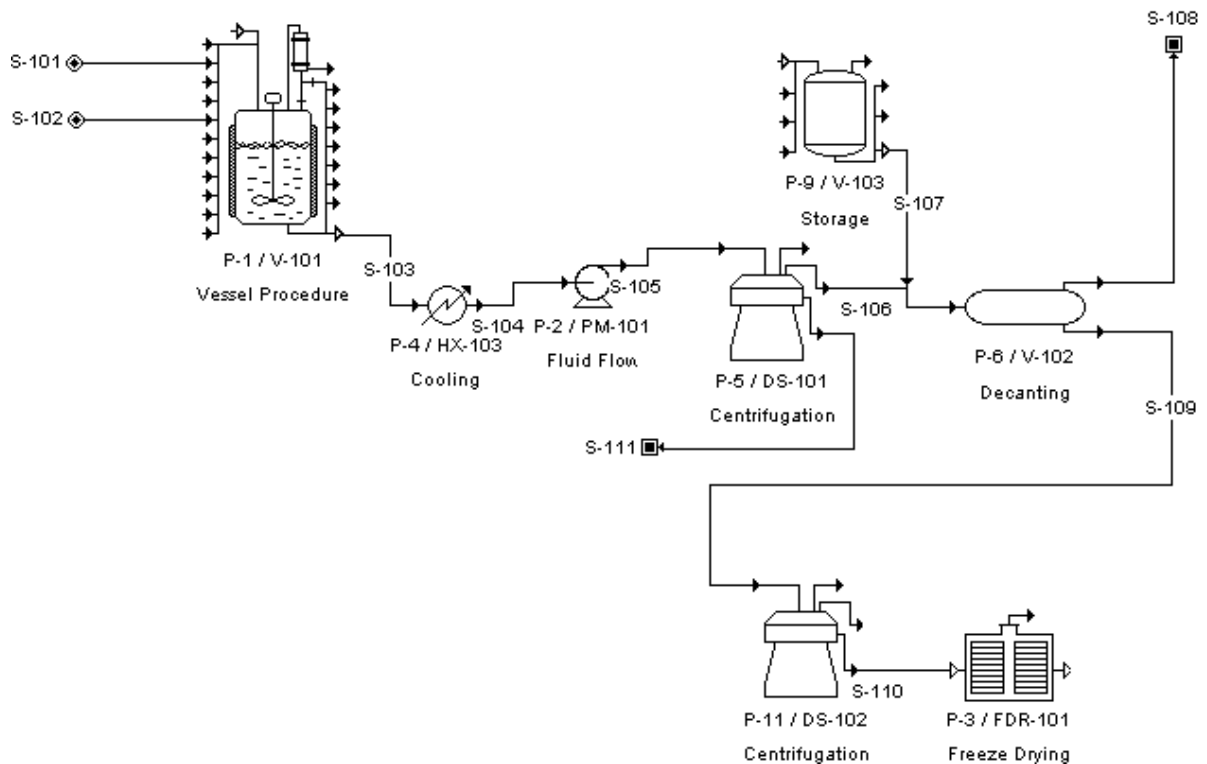 S-108
S-101
S-102
P-1 / V-101
Vessel Procedure
S-103
P-4 / HX-103
Cooling
S-104
P-2 / PM-101
Fluid Flow
S-105
P-9 / V-103
Storage
S-107
S-106
P-5 / DS-101
Centrifugation
P-6 / V-102
Decanting
S-109
S-111
P-11 / DS-102
Centrifugation
S-110
P-3 / FDR-101
Freeze Drying